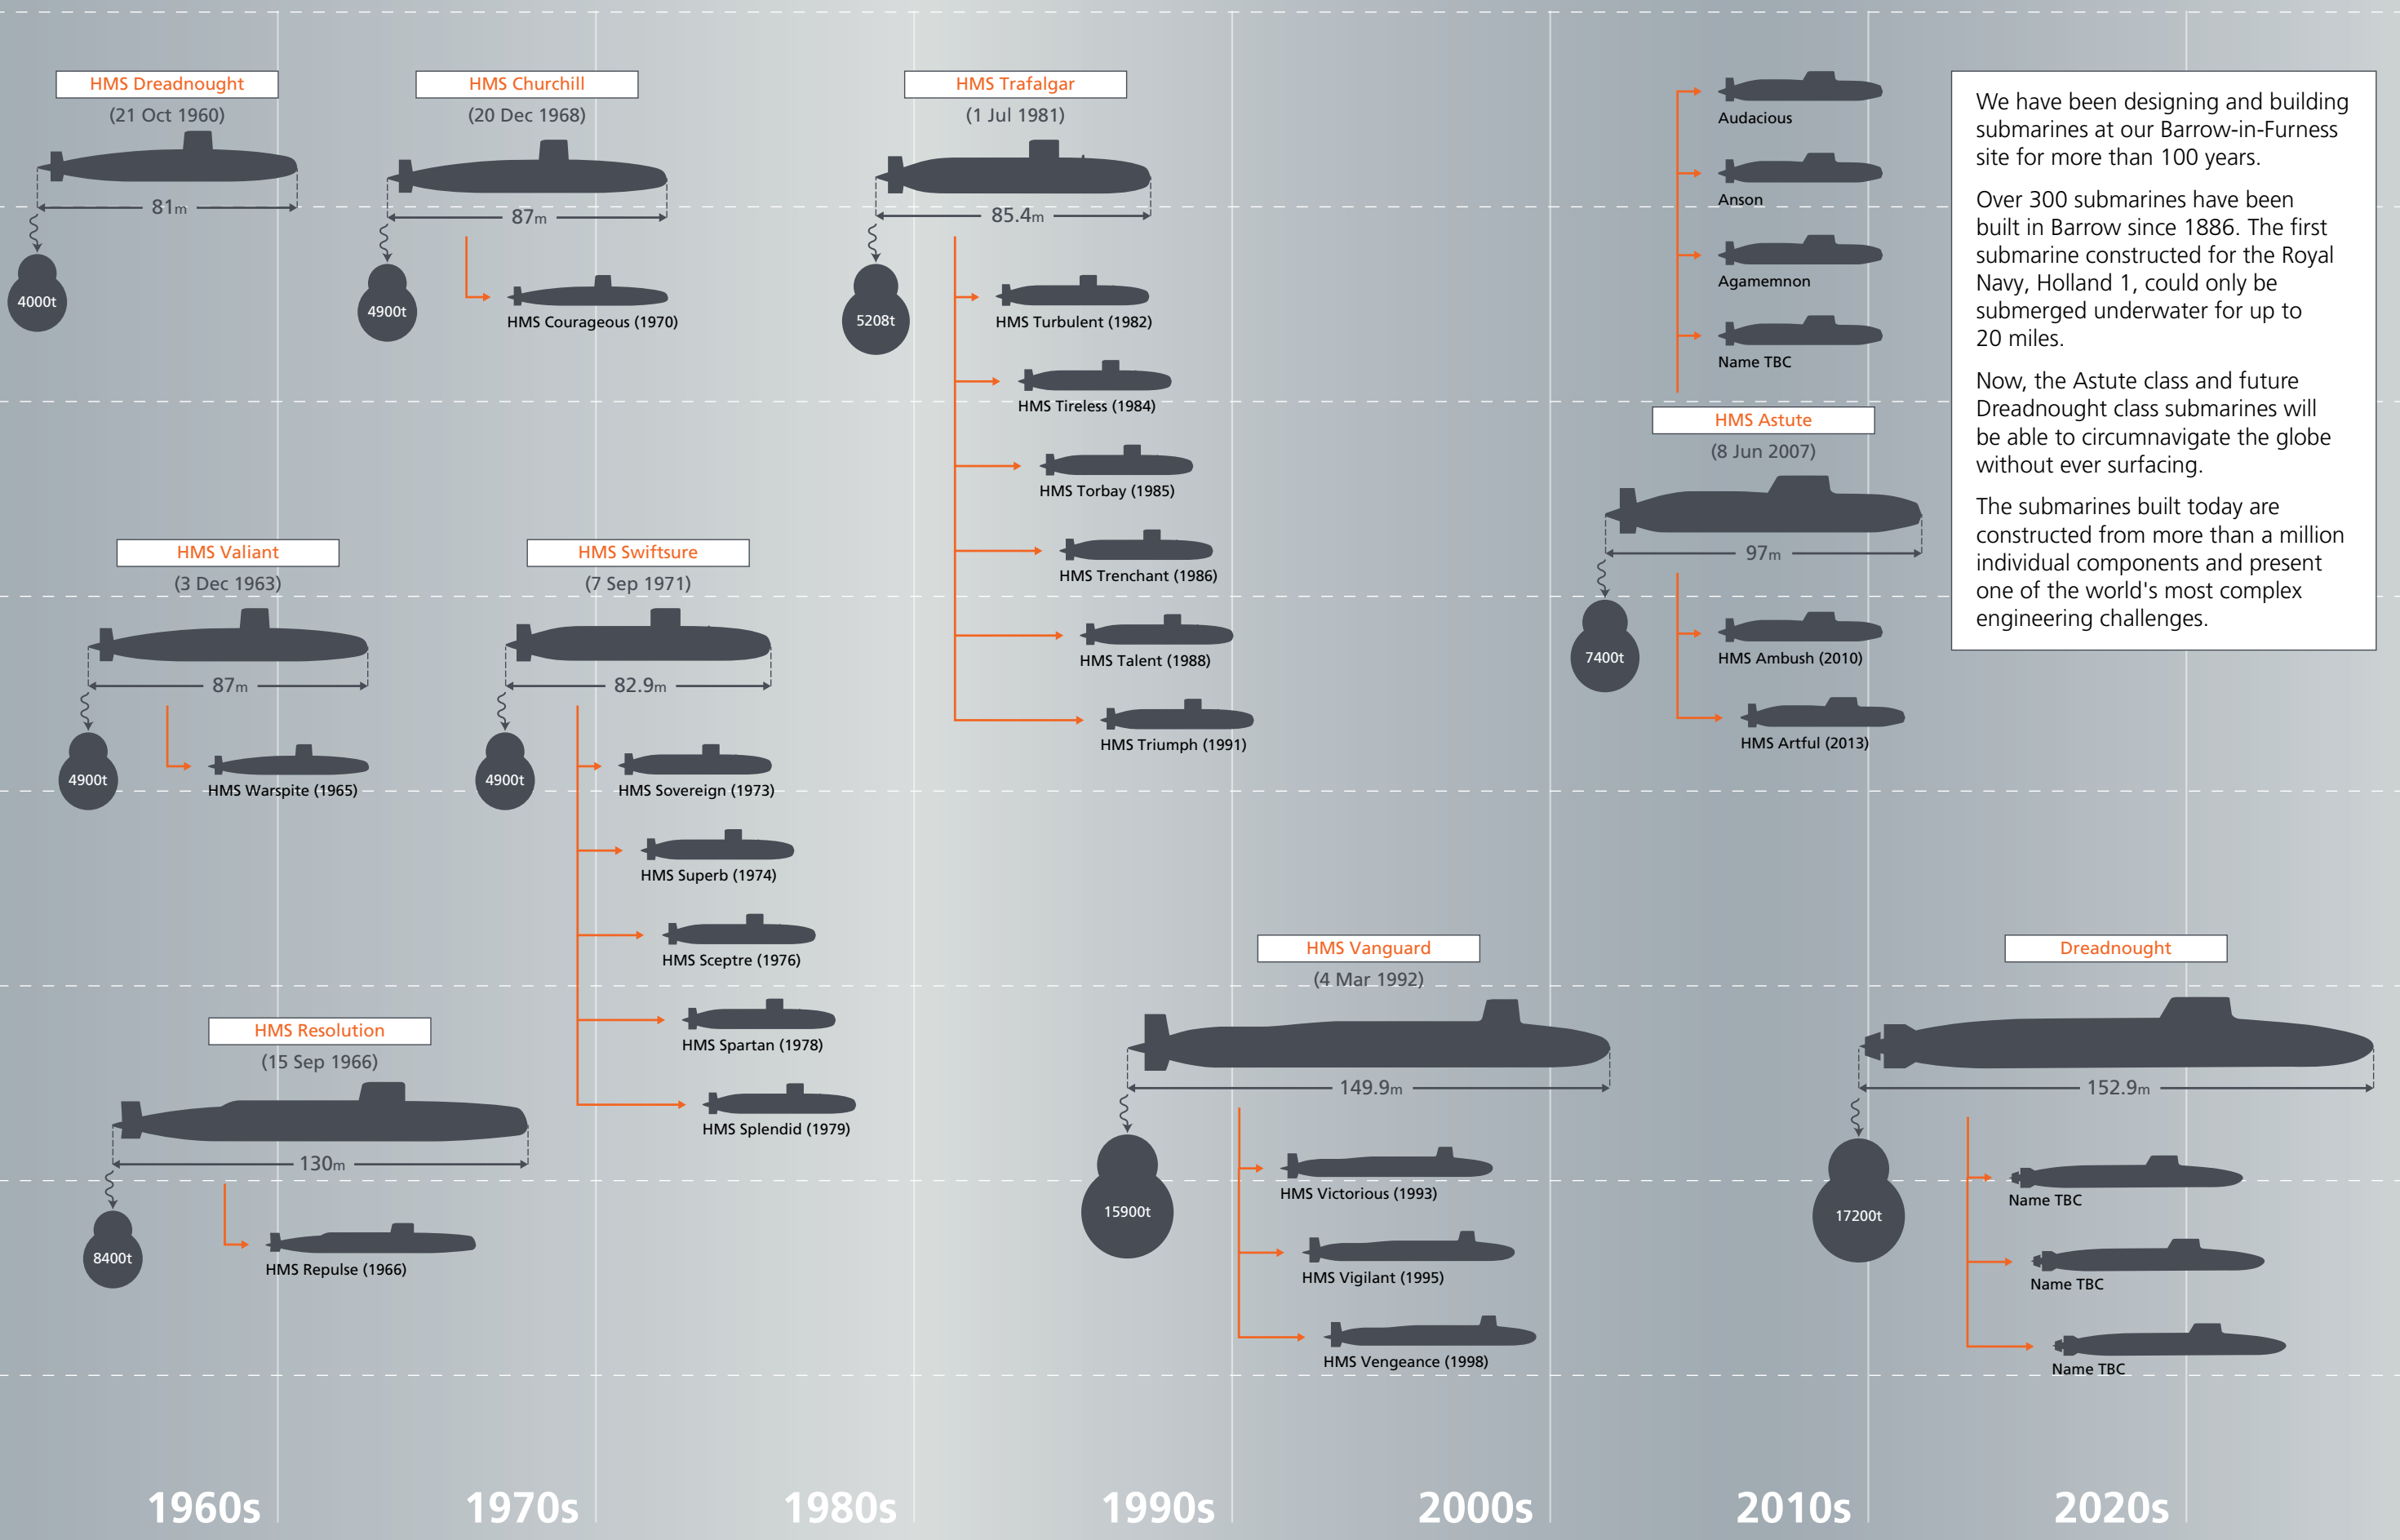 HMS Dreadnought
(21 Oct 1960)
81m
4000t
HMS Churchill
(20 Dec 1968)
87m
4900t
HMS Courageous (1970)
HMS Trafalgar
(1 Jul 1981)
85.4m
5208t
HMS Turbulent (1982)
HMS Tireless (1984)
HMS Torbay (1985)
HMS Trenchant (1986)
HMS Talent (1988)
HMS Triumph (1991)
Audacious
Anson
Agamemnon
Name TBC
HMS Astute
(8 Jun 2007)
97m
7400t
HMS Ambush (2010)
HMS Artful (2013)
We have been designing and building
submarines at our Barrow-in-Furness
site for more than 100 years.
Over 300 submarines have been
built in Barrow since 1886. The first
submarine constructed for the Royal
Navy, Holland 1, could only be
submerged underwater for up to
20 miles.
Now, the Astute class and future
Dreadnought class submarines will
be able to circumnavigate the globe
without ever surfacing.
The submarines built today are
constructed from more than a million
individual components and present
one of the world's most complex
engineering challenges.
HMS Valiant
(3 Dec 1963)
87m
4900t
HMS Warspite (1965)
HMS Swiftsure
(7 Sep 1971)
82.9m
4900t
HMS Sovereign (1973)
HMS Superb (1974)
HMS Sceptre (1976)
HMS Spartan (1978)
HMS Splendid (1979)
HMS Resolution
(15 Sep 1966)
130m
8400t
HMS Repulse (1966)
HMS Vanguard
(4 Mar 1992)
149.9m
15900t
HMS Victorious (1993)
HMS Vigilant (1995)
HMS Vengeance (1998)
Dreadnought
152.9m
17200t
Name TBC
Name TBC
Name TBC
1960s
1970s
1980s
1990s
2000s
2010s
2020s